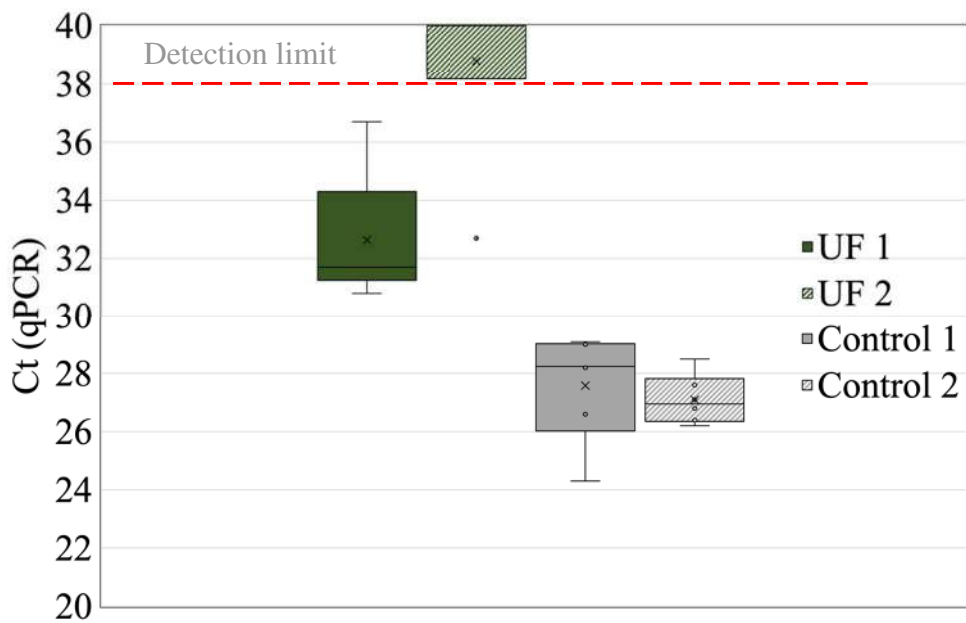 40
Detection limit
38
36
34
32
30
28
26
24
22
20
Ct (qPCR)
UF 1
UF 2
Control 1
Control 2